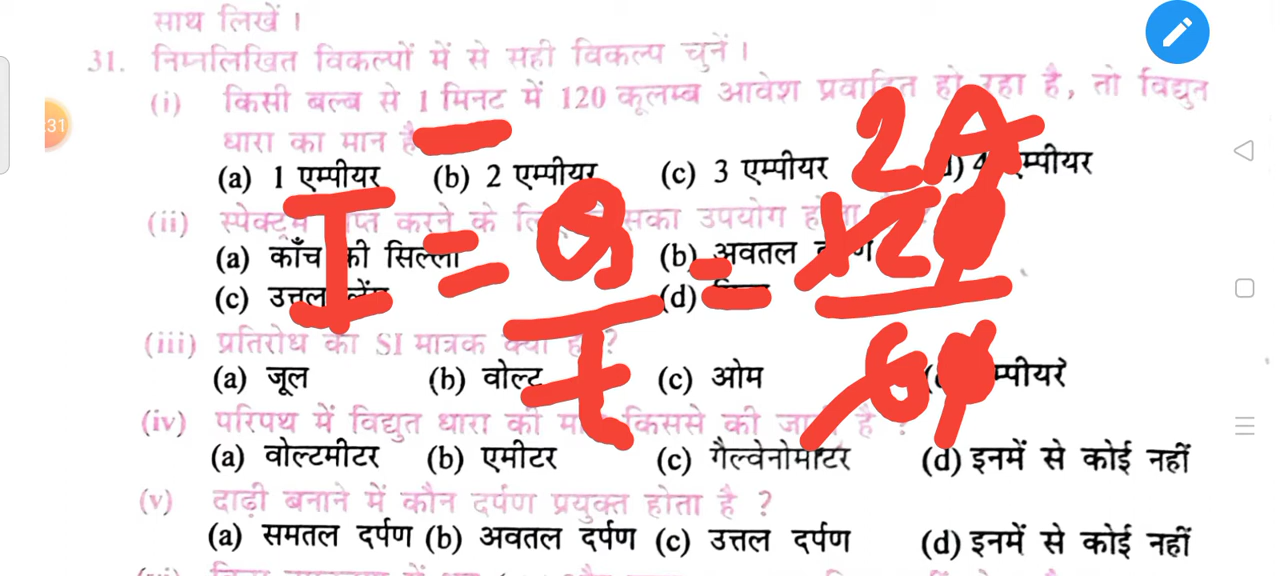 साथ लिखें ।
31. निम्नलिखित विकल्पों में से सही विकल्प चुनें ।
(i) किसी बल्ब से 1 मिनट में 120 कूलम्ब आवेश प्रवाहित हो रहा है, तो विद्युत
धारा का मान है
(a) 1 एम्पीयर (b) 2 एम्पीयर (c) 3 एम्पीयर (d) 4 एम्पीयर
2A
I = Q/t = 120/60
(ii) स्पेक्ट्रम प्राप्त करने के लिए
(a) काँच की सिल्ली (b) अवतल
(c) उत्तल लेंस (d)
(iii) प्रतिरोध का SI मात्रक क्या है ?
(a) जूल (b) वोल्ट (c) ओम
(iv) परिपथ में विद्युत धारा की माप किससे की जाती है ?
(a) वोल्टमीटर (b) एमीटर (c) गैल्वेनोमीटर (d) इनमें से कोई नहीं
(v) दाढ़ी बनाने में कौन दर्पण प्रयुक्त होता है ?
(a) समतल दर्पण (b) अवतल दर्पण (c) उत्तल दर्पण (d) इनमें से कोई नहीं
:31